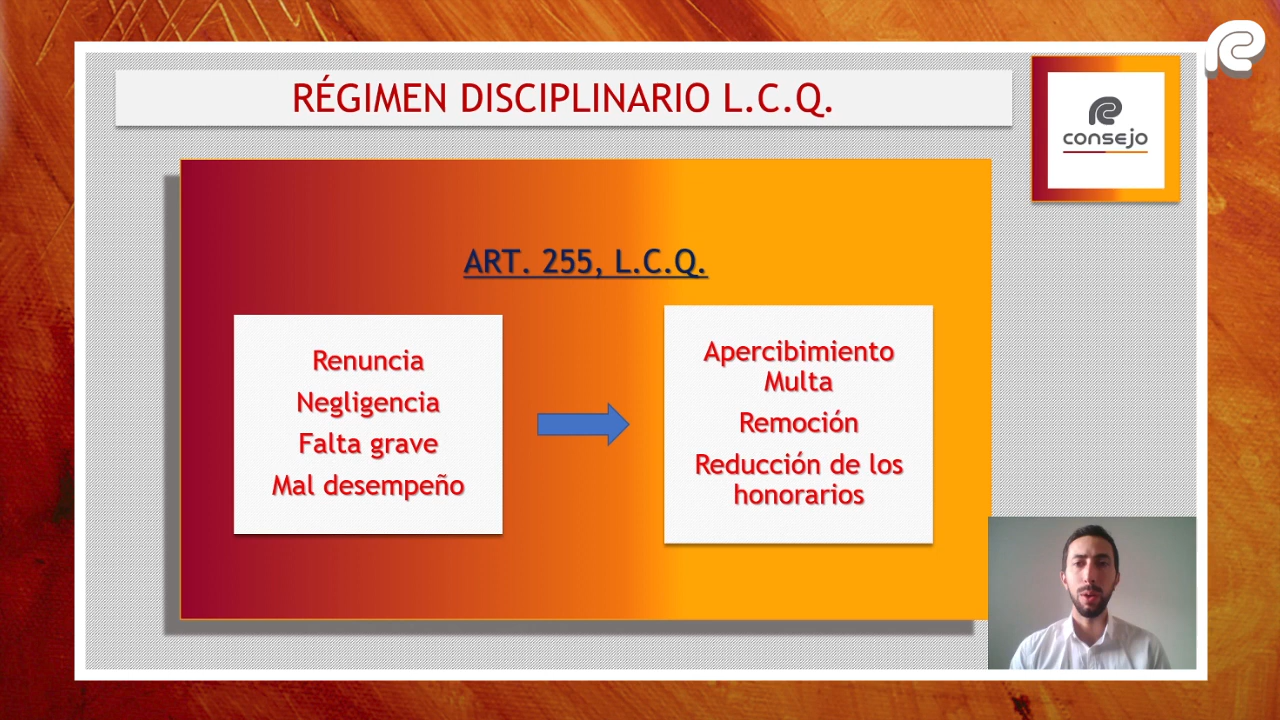 RÉGIMEN DISCIPLINARIO L.C.Q.
consejo
ART. 255, L.C.Q.
Renuncia
Negligencia
Falta grave
Mal desempeño
Apercibimiento
Multa
Remoción
Reducción de los
honorarios